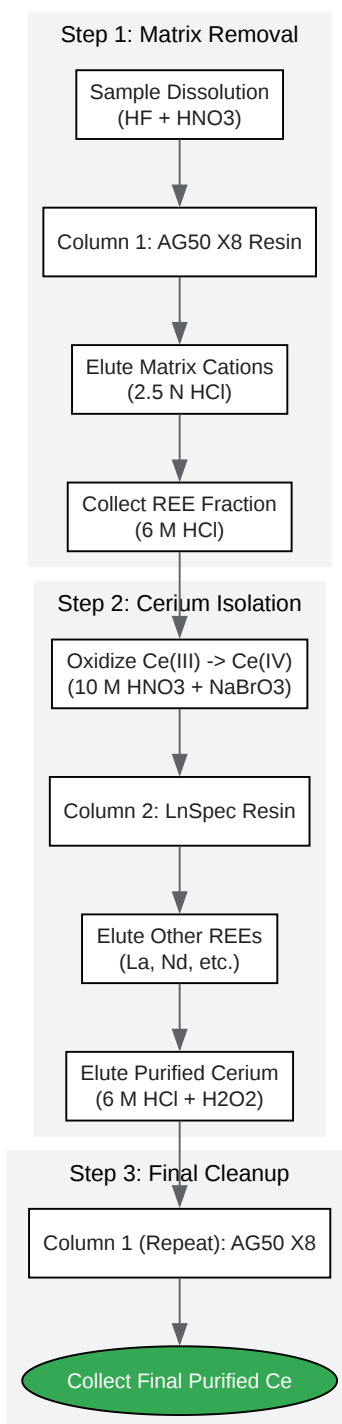 Step 1: Matrix Removal
Sample Dissolution
(HF + HNO3)
Column 1: AG50 X8 Resin
Elute Matrix Cations
(2.5 N HCl)
Collect REE Fraction
(6 M HCl)
Step 2: Cerium Isolation
Oxidize Ce(III) -> Ce(IV)
(10 M HNO3 + NaBrO3)
Column 2: LnSpec Resin
Elute Other REEs
(La, Nd, etc.)
Elute Purified Cerium
(6 M HCl + H2O2)
Step 3: Final Cleanup
Column 1 (Repeat): AG50 X8
Collect Final Purified Ce